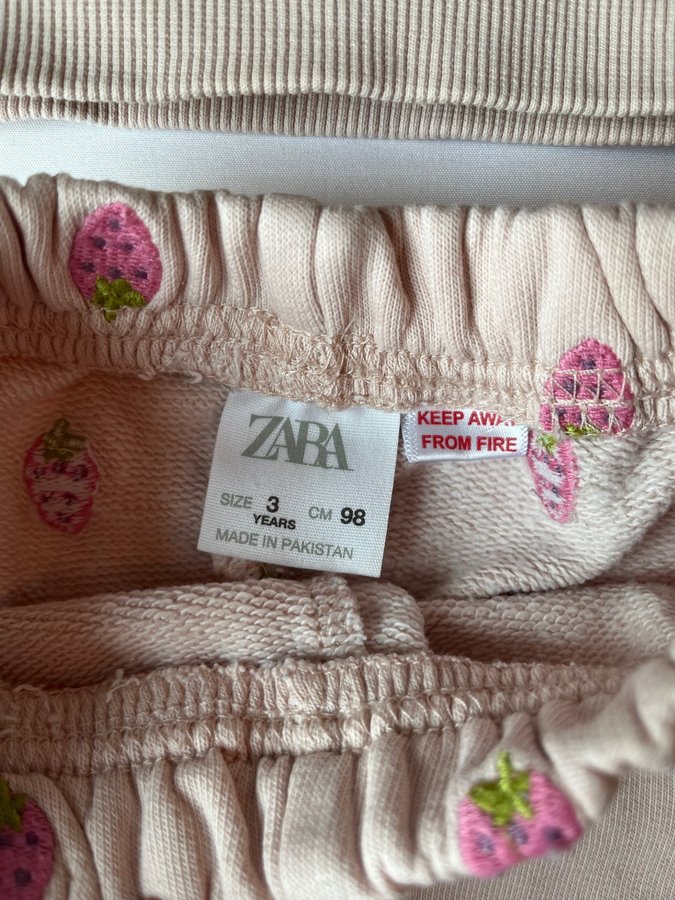 ZARA
SIZE 3 YEARS CM 98
MADE IN PAKISTAN
KEEP AWAY
FROM FIRE